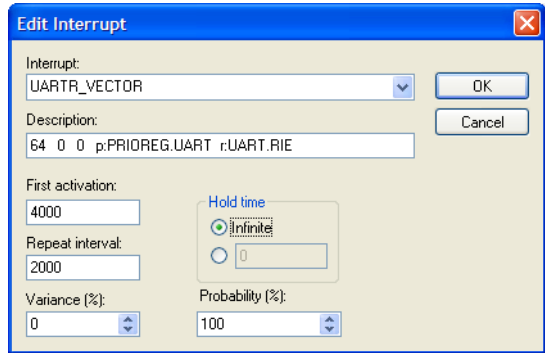 Edit Interrupt
Interrupt:
UARTR_VECTOR
OK
Description:
Cancel
64 0 0 p:PRIOREG.UART r:UART.RIE
First activation:
4000
Hold time
Infinite
Repeat interval:
0
2000
Variance (%):
Probability (%):
0
100